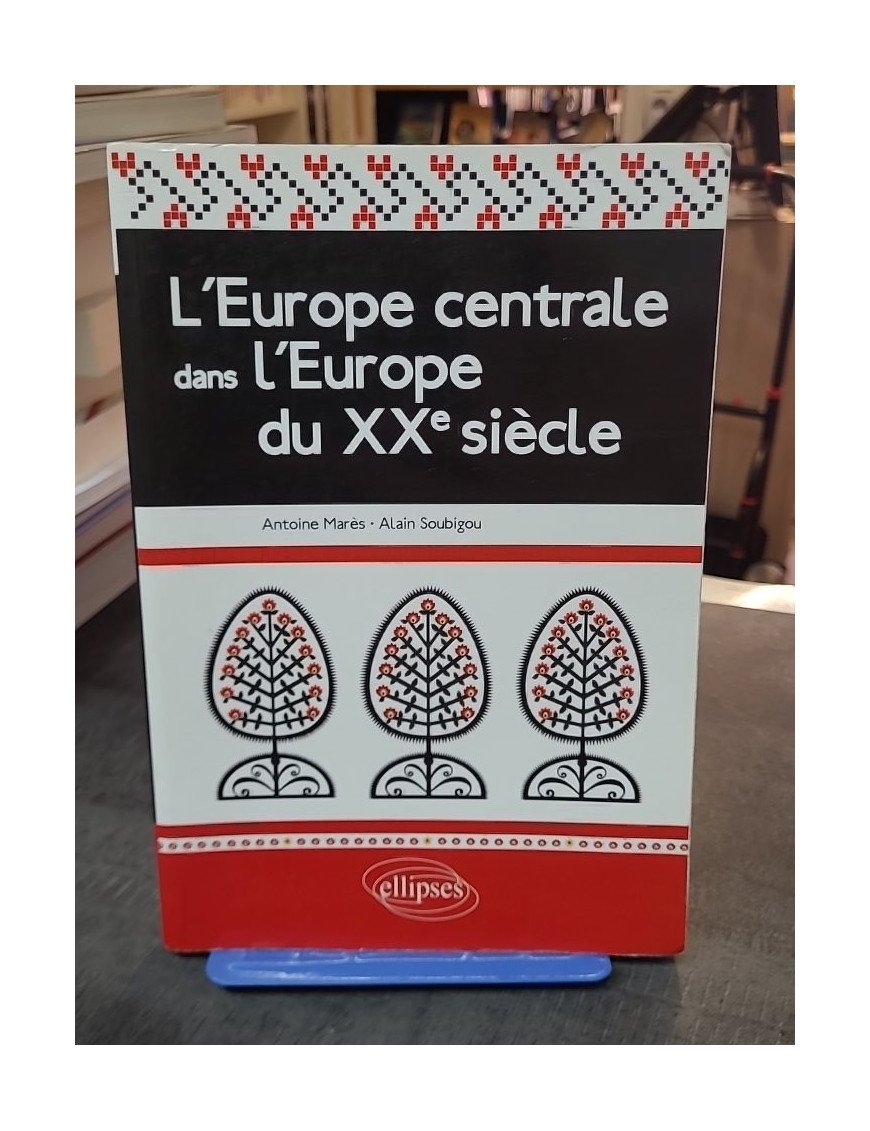 L'Europe centrale
dans l'Europe
du XXe siècle
Antoine Marès • Alain Soubigou
ellipses